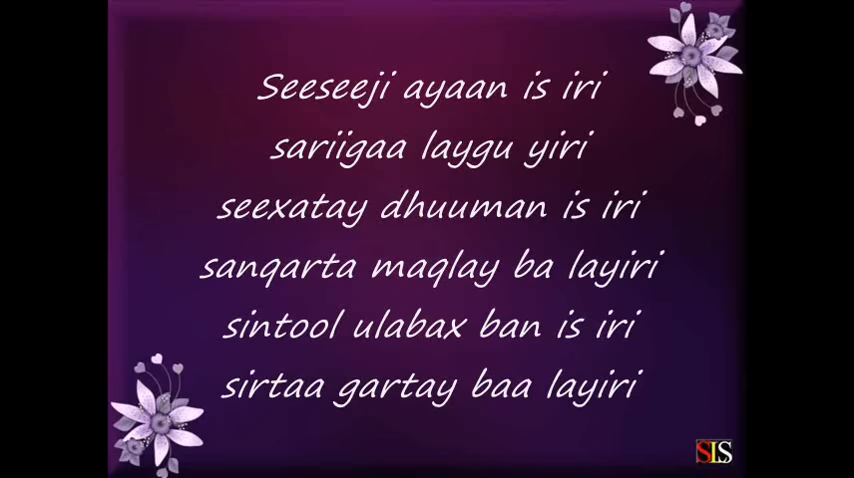 Seeseeji ayaan is iri
sariigaa laygu yiri
seexatay dhuuman is iri
sanqarta maqlay ba layiri
sintool ulabax ban is iri
sirtaa gartay baa layiri
SLS